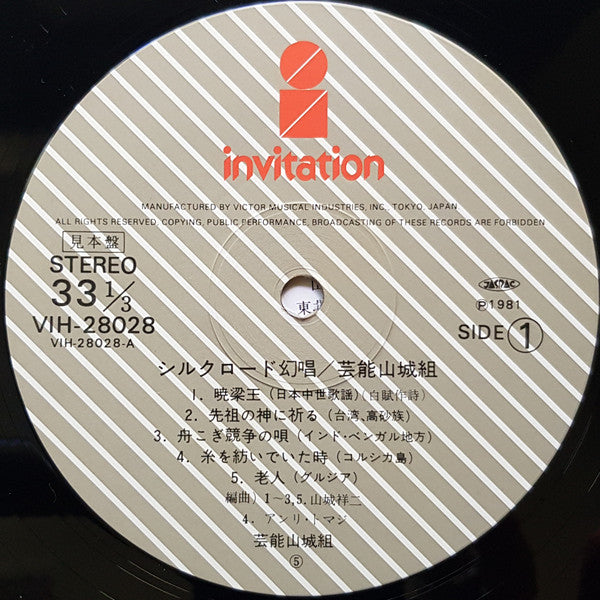 invitation
MANUFACTURED BY VICTOR MUSICAL INDUSTRIES, INC., TOKYO, JAPAN
ALL RIGHTS RESERVED. COPYING, PUBLIC PERFORMANCE, BROADCASTING OF THESE RECORDS ARE FORBIDDEN
見本盤
STEREO
33 1/3
VIH-28028
VIH-28028-A
JASRAC
Ⓟ1981
SIDE ①
東
シルクロード幻唱/芸能山城組
1. 暁梁王(日本中世歌謡)(白賦作詩)
2. 先祖の神に祈る(台湾、高砂族)
3. 舟こぎ競争の唄(インド・ベンガル地方)
4. 糸を紡いでいた時(コルシカ島)
5. 老人(グルジア)
編曲) 1~3,5. 山城祥二
4. アンリ・トマジ
芸能山城組
⑤